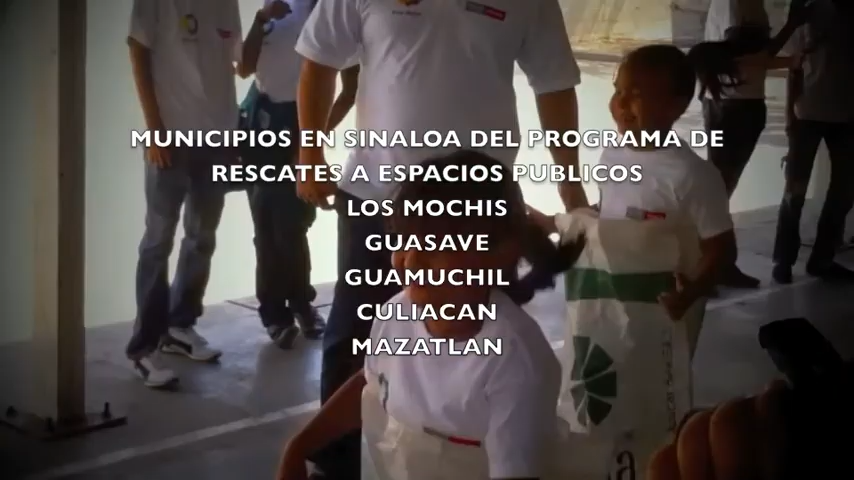 MUNICIPIOS EN SINALOA DEL PROGRAMA DE
RESCATES A ESPACIOS PUBLICOS
LOS MOCHIS
GUASAVE
GUAMUCHIL
CULIACAN
MAZATLAN